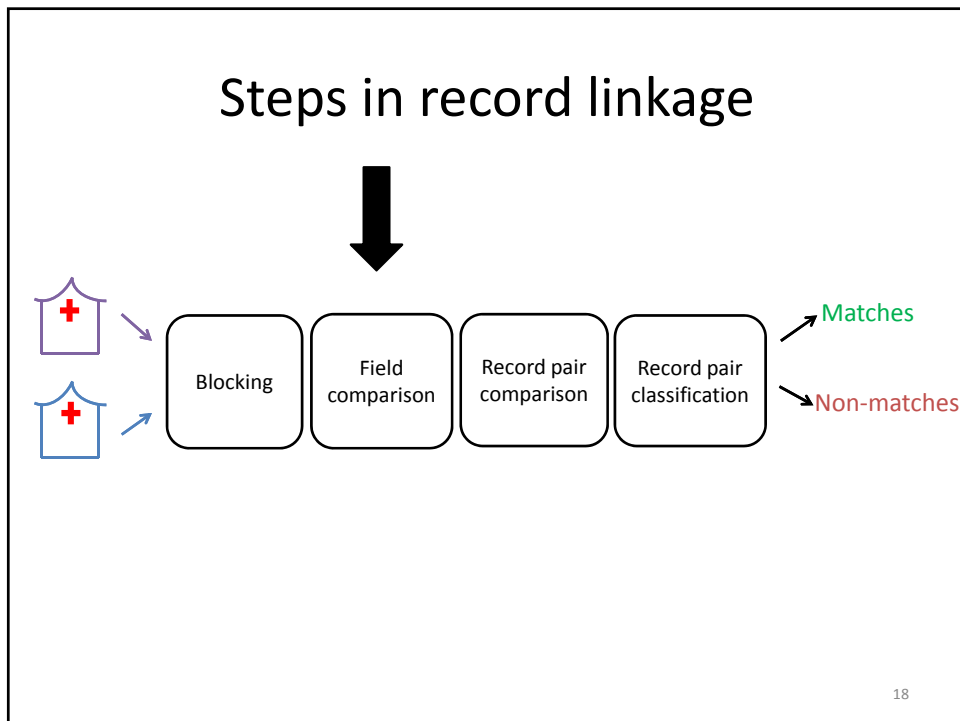 Steps in record linkage
Blocking
Field
comparison
Record pair
comparison
Record pair
classification
Matches
Non-matches
18